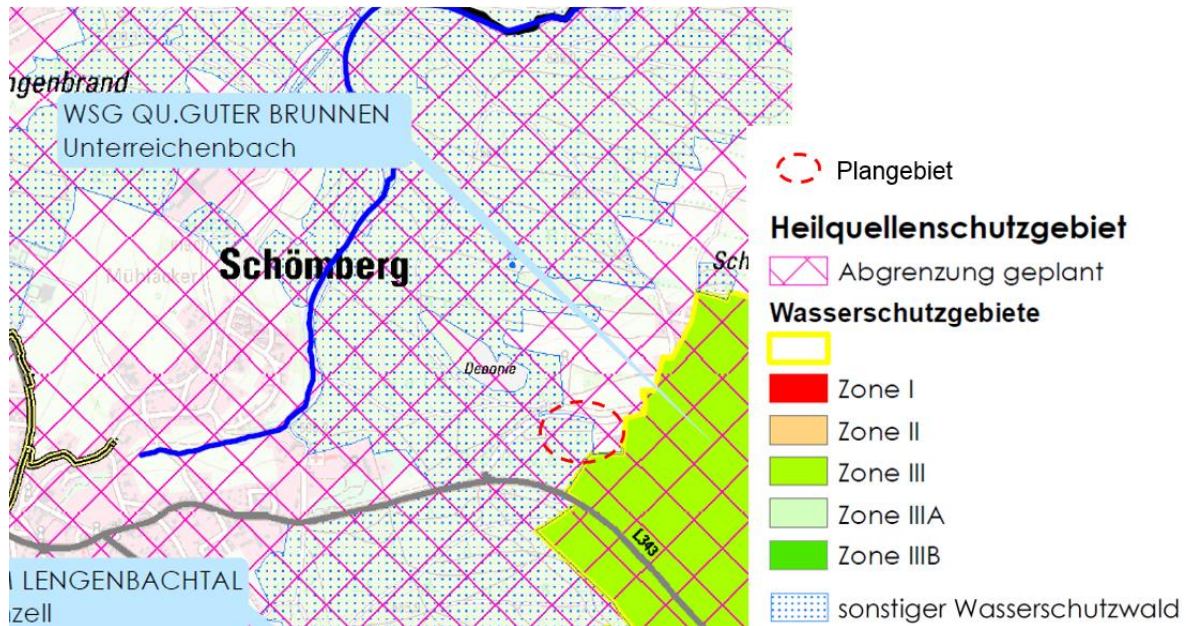 ngenbrand
WSG QU.GUTER BRUNNEN
Unterreichenbach
Schömberg
Mühläcker
Sch
Deponie
L343
LENGENBACHTAL
zell
Plangebiet
Heilquellenschutzgebiet
Abgrenzung geplant
Wasserschutzgebiete
Zone I
Zone II
Zone III
Zone IIIA
Zone IIIB
sonstiger Wasserschutzwald